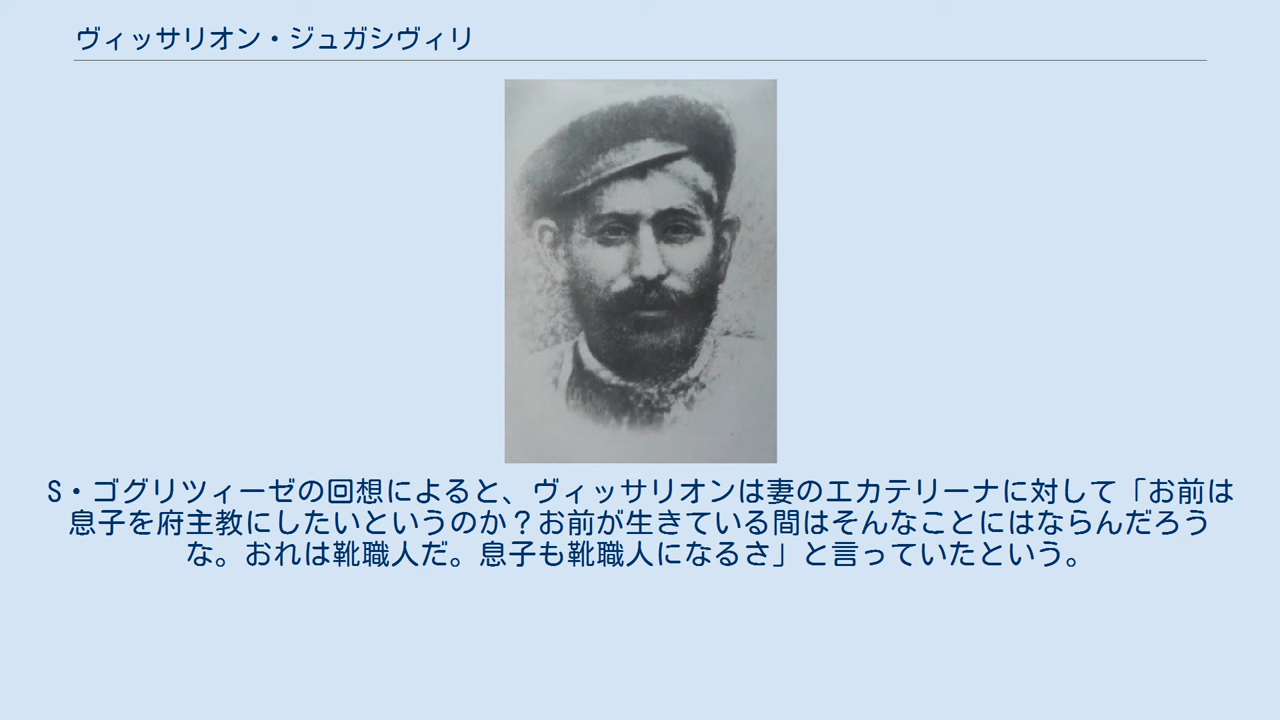 ヴィッサリオン・ジュガシヴィリ
S・ゴグリツィーゼの回想によると、ヴィッサリオンは妻のエカテリーナに対して「お前は
息子を府主教にしたいというのか？お前が生きている間はそんなことにはならんだろう
な。おれは靴職人だ。息子も靴職人になるさ」と言っていたという。